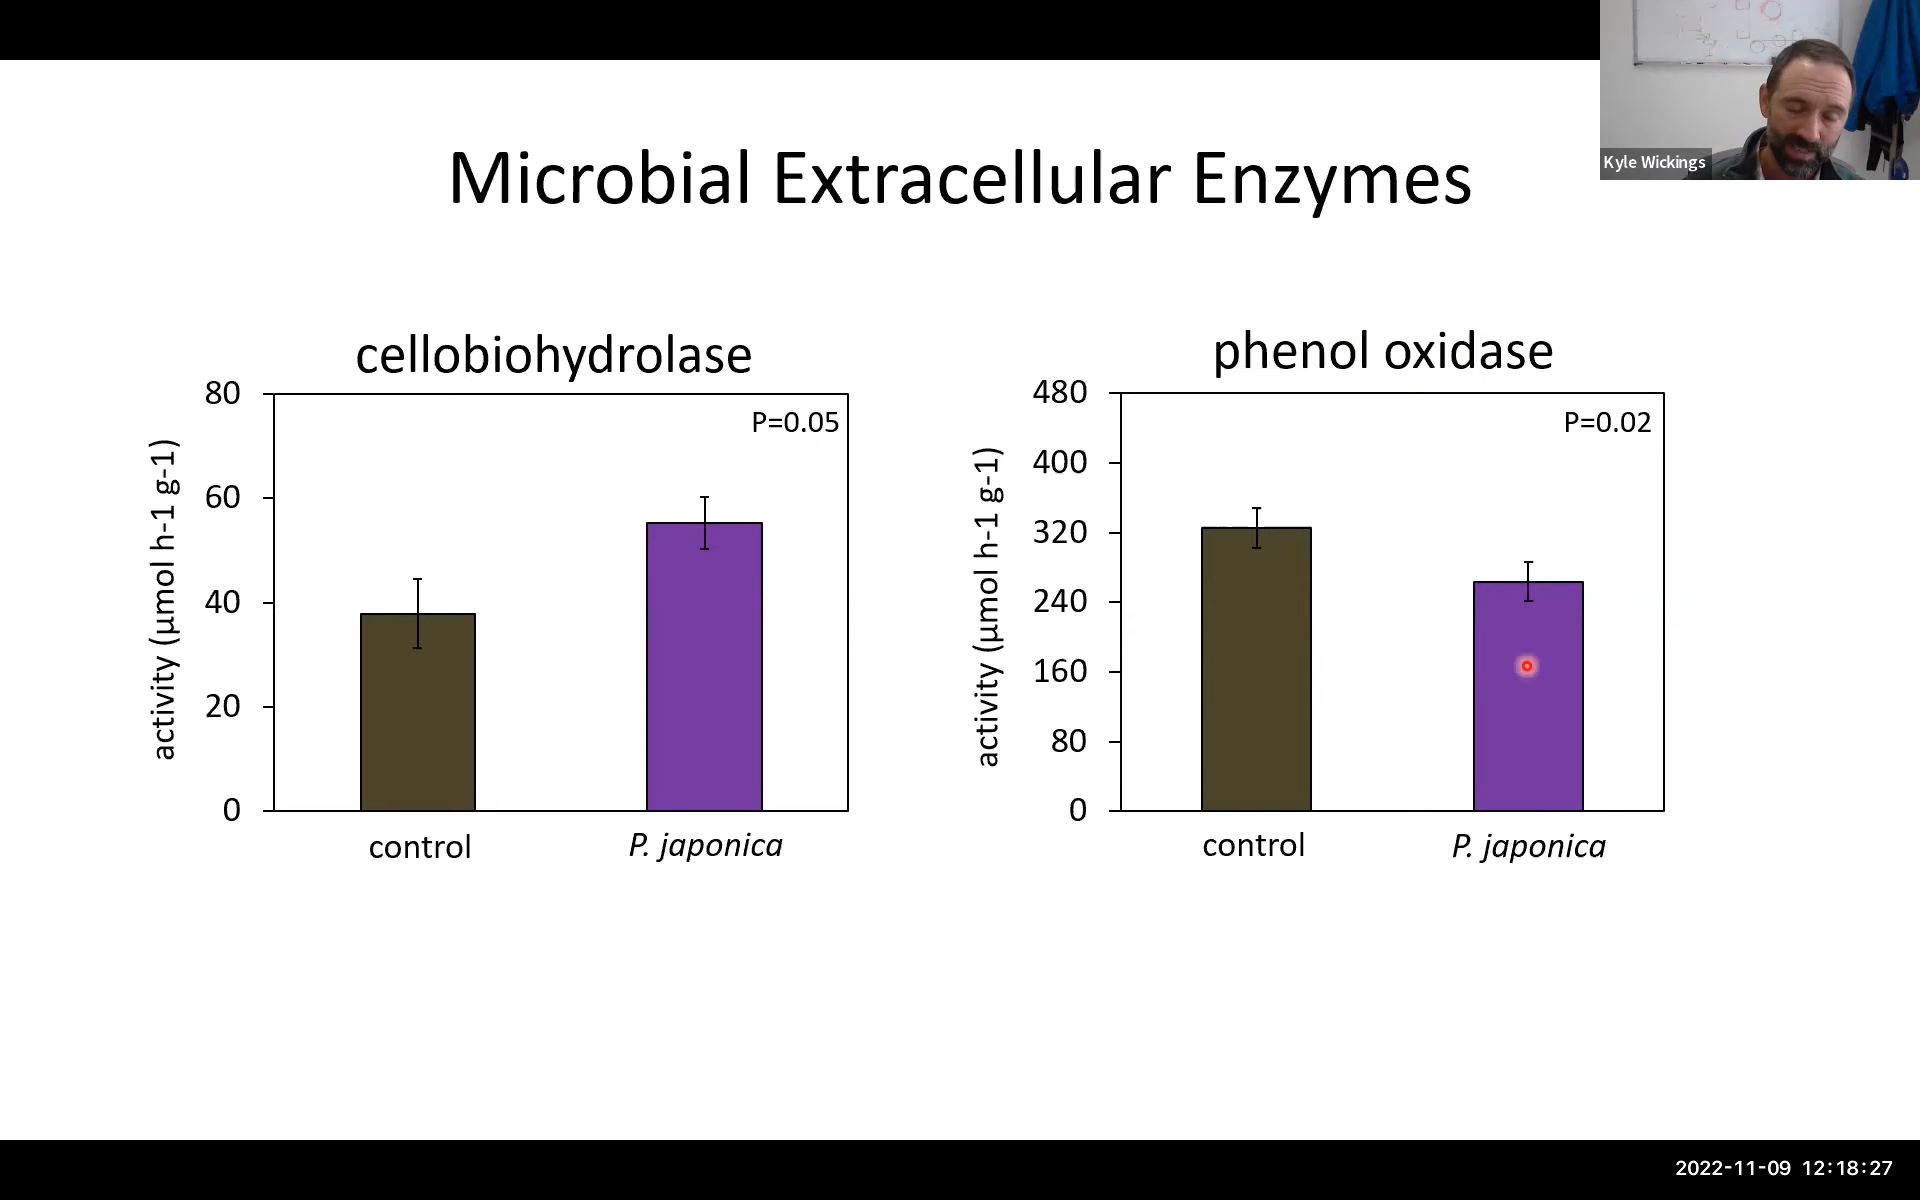 Kyle Wickings
Microbial Extracellular Enzymes
cellobiohydrolase
P=0.05
activity (µmol h-1 g-1)
80
60
40
20
0
control
P. japonica
phenol oxidase
P=0.02
activity (µmol h-1 g-1)
480
400
320
240
160
80
0
control
P. japonica
2022-11-09 12:18:27